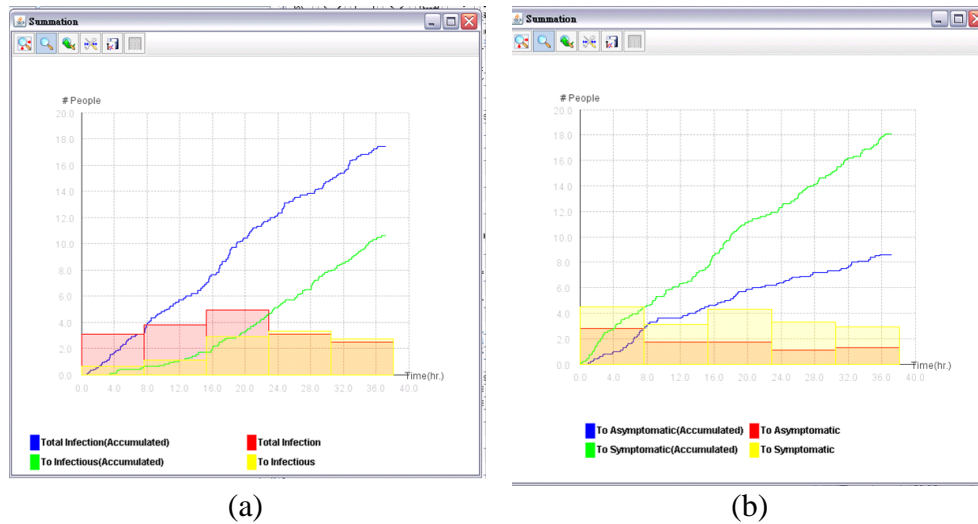 Summation
# People
20.0
18.0
16.0
14.0
12.0
10.0
8.0
6.0
4.0
2.0
0.0
0.0 4.0 8.0 12.0 16.0 20.0 24.0 28.0 32.0 36.0 40.0
Time(hr.)
Total Infection(Accumulated) Total Infection
To Infectious(Accumulated) To Infectious
(a)
Summation
# People
20.0
18.0
16.0
14.0
12.0
10.0
8.0
6.0
4.0
2.0
0.0
0.0 4.0 8.0 12.0 16.0 20.0 24.0 28.0 32.0 36.0 40.0
Time(hr.)
To Asymptomatic(Accumulated) To Asymptomatic
To Symptomatic(Accumulated) To Symptomatic
(b)